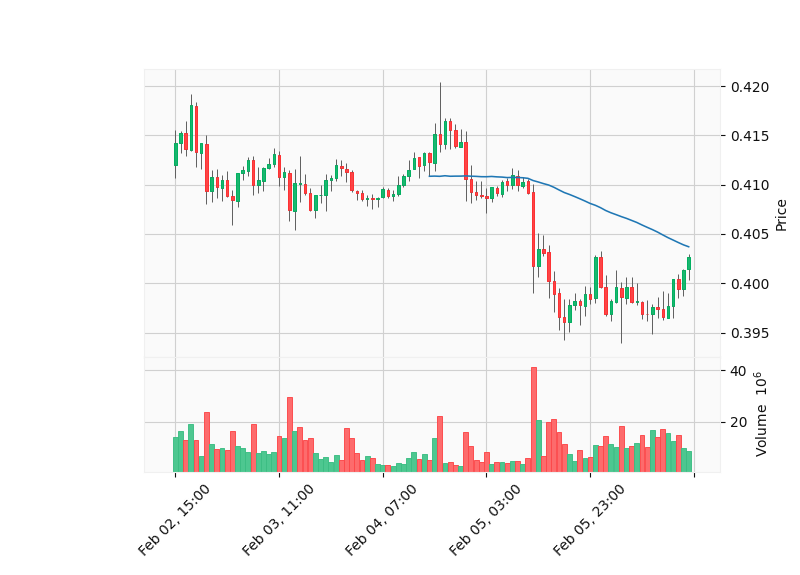 0.420
0.415
0.410
0.405
0.400
0.395
Price
40
20
Volume 10⁶
Feb 02, 15:00
Feb 03, 11:00
Feb 04, 07:00
Feb 05, 03:00
Feb 05, 23:00